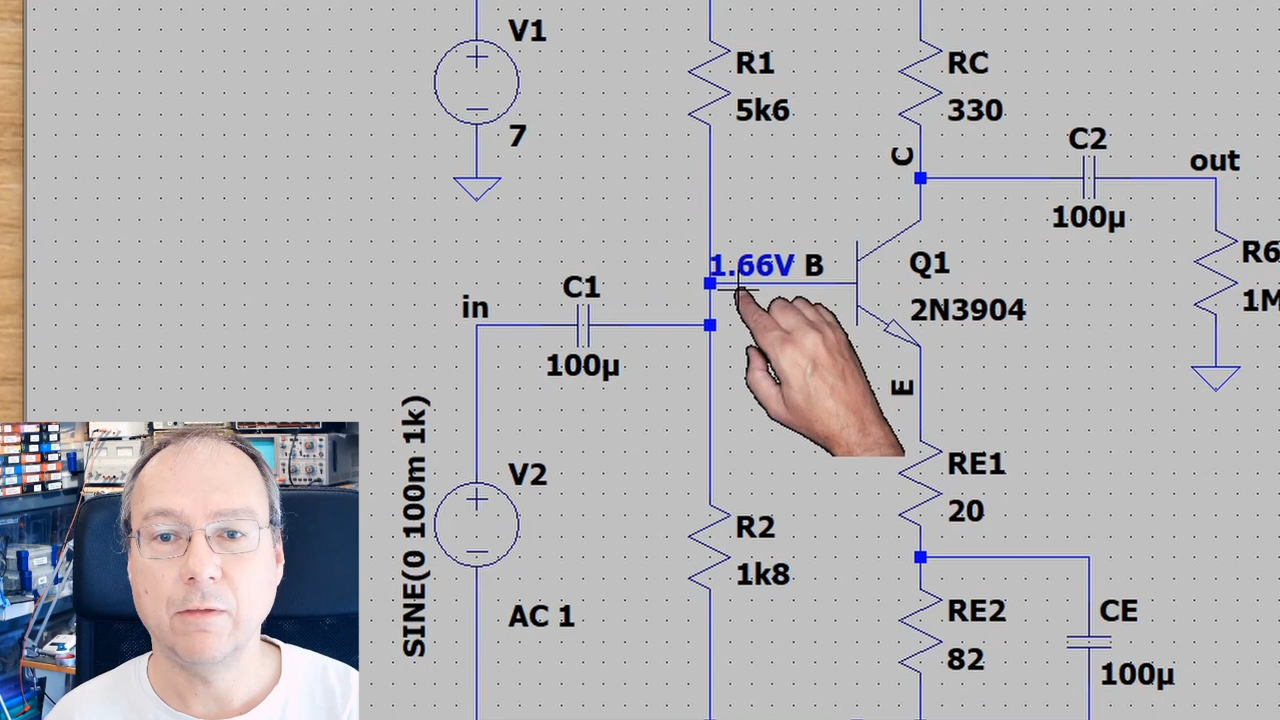 V1
7
R1
5k6
RC
330
C
C2
100µ
out
1.66V B
Q1
2N3904
R6
1M
in
C1
100µ
E
SINE(0 100m 1k)
V2
AC 1
R2
1k8
RE1
20
RE2
82
CE
100µ